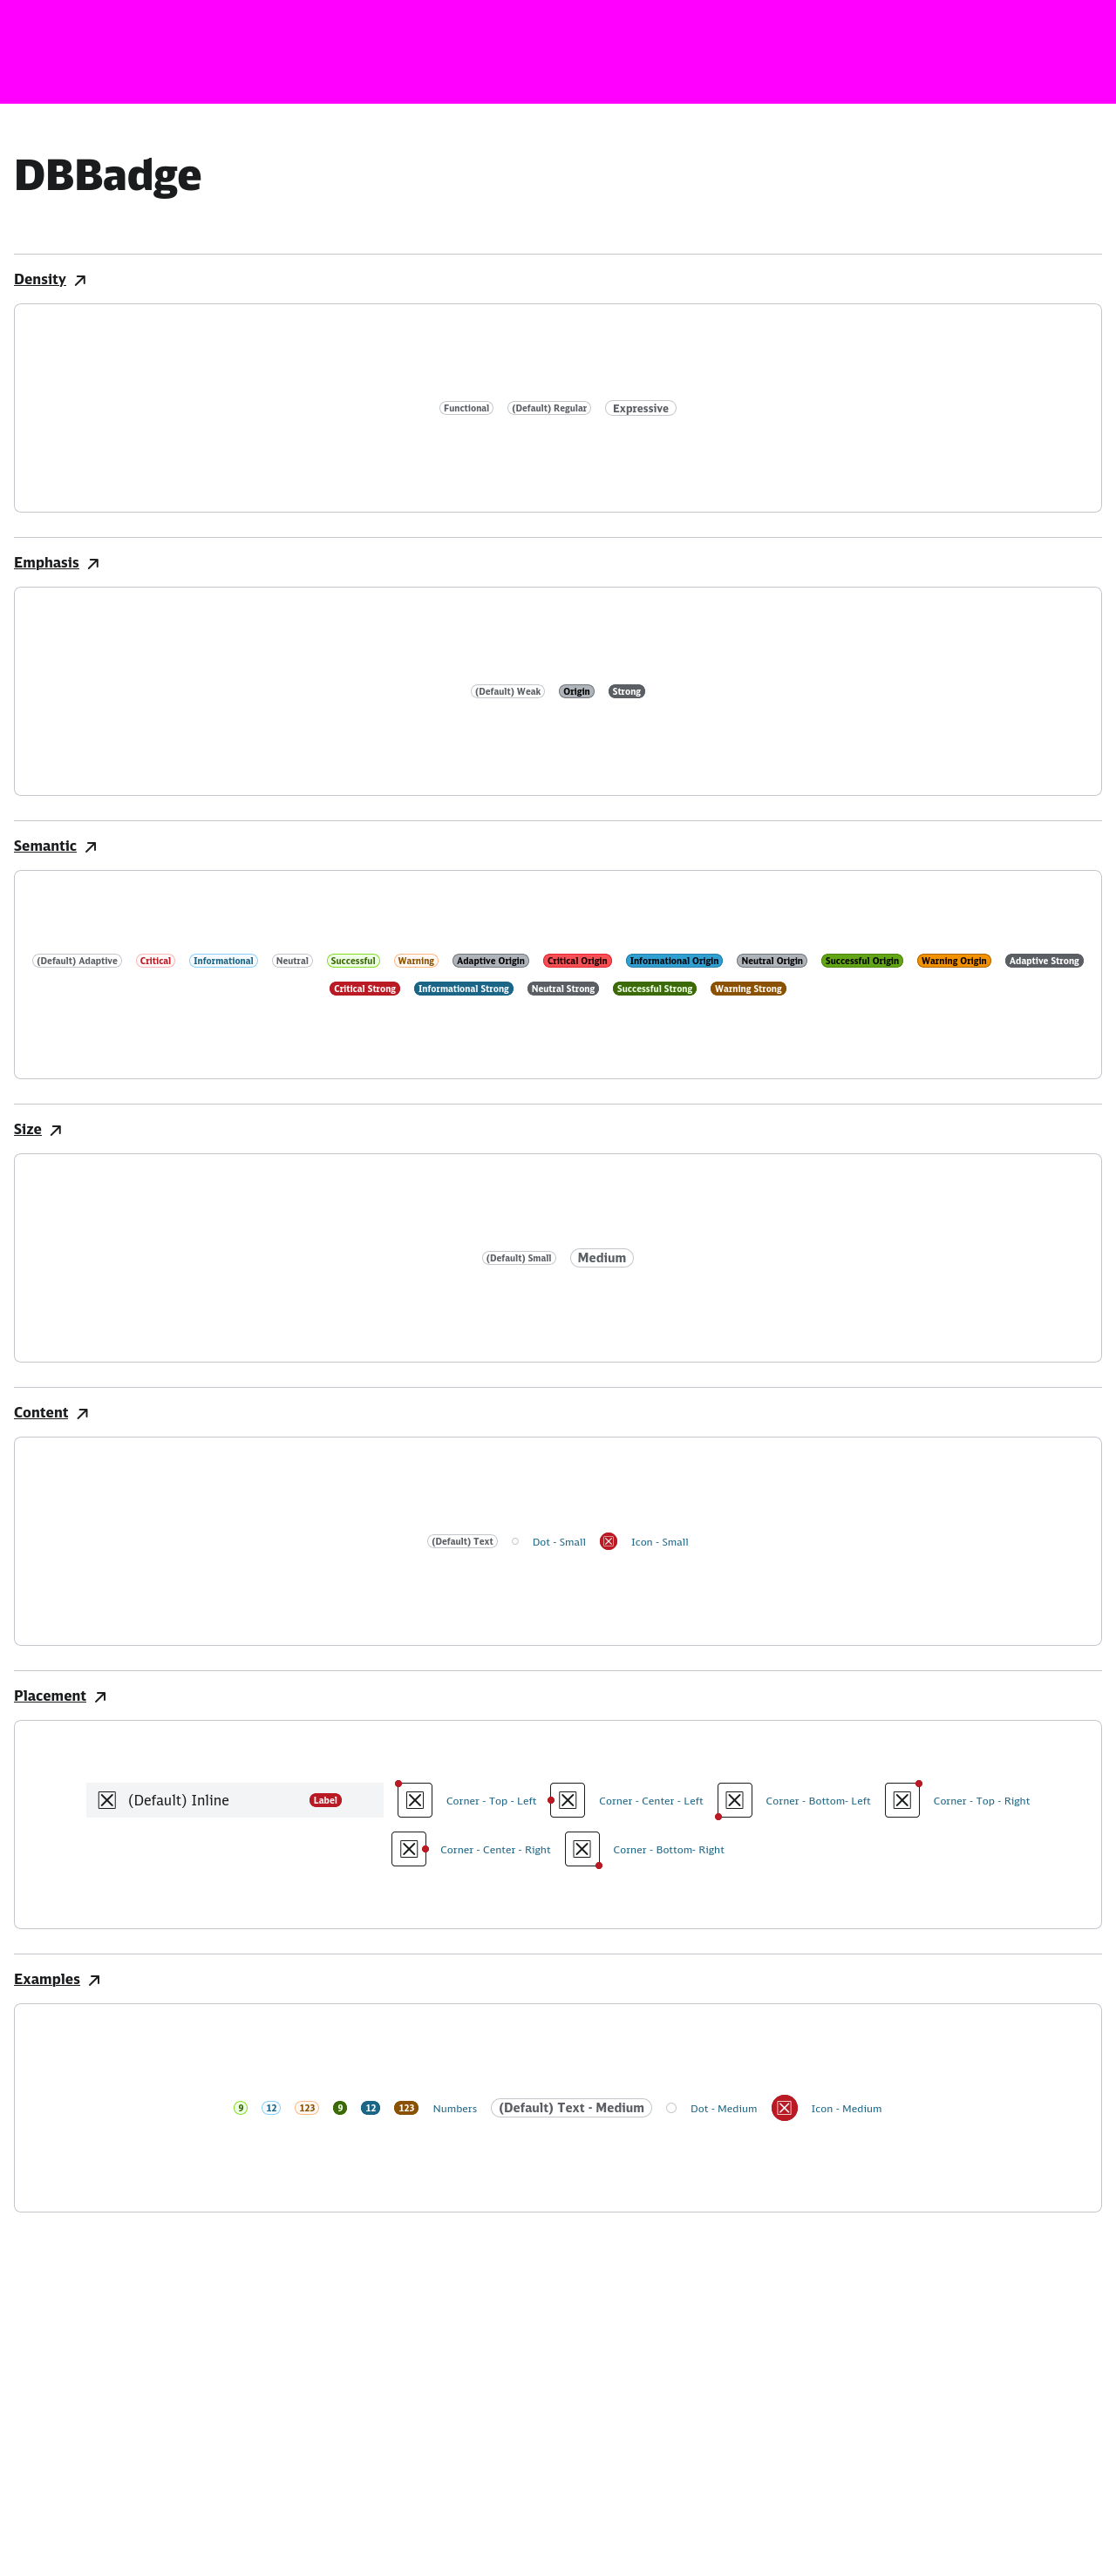 DBBadge
Density
Functional (Default) Regular Expressive
Emphasis
(Default) Weak Origin Strong
Semantic
(Default) Adaptive Critical Informational Neutral Successful Warning Adaptive Origin Critical Origin Informational Origin Neutral Origin Successful Origin Warning Origin Adaptive Strong
Critical Strong Informational Strong Neutral Strong Successful Strong Warning Strong
Size
(Default) Small Medium
Content
(Default) Text Dot - Small Icon - Small
Placement
(Default) Inline Label Corner - Top - Left Corner - Center - Left Corner - Bottom- Left Corner - Top - Right
Corner - Center - Right Corner - Bottom- Right
Examples
9 12 123 9 12 123 Numbers (Default) Text - Medium Dot - Medium Icon - Medium